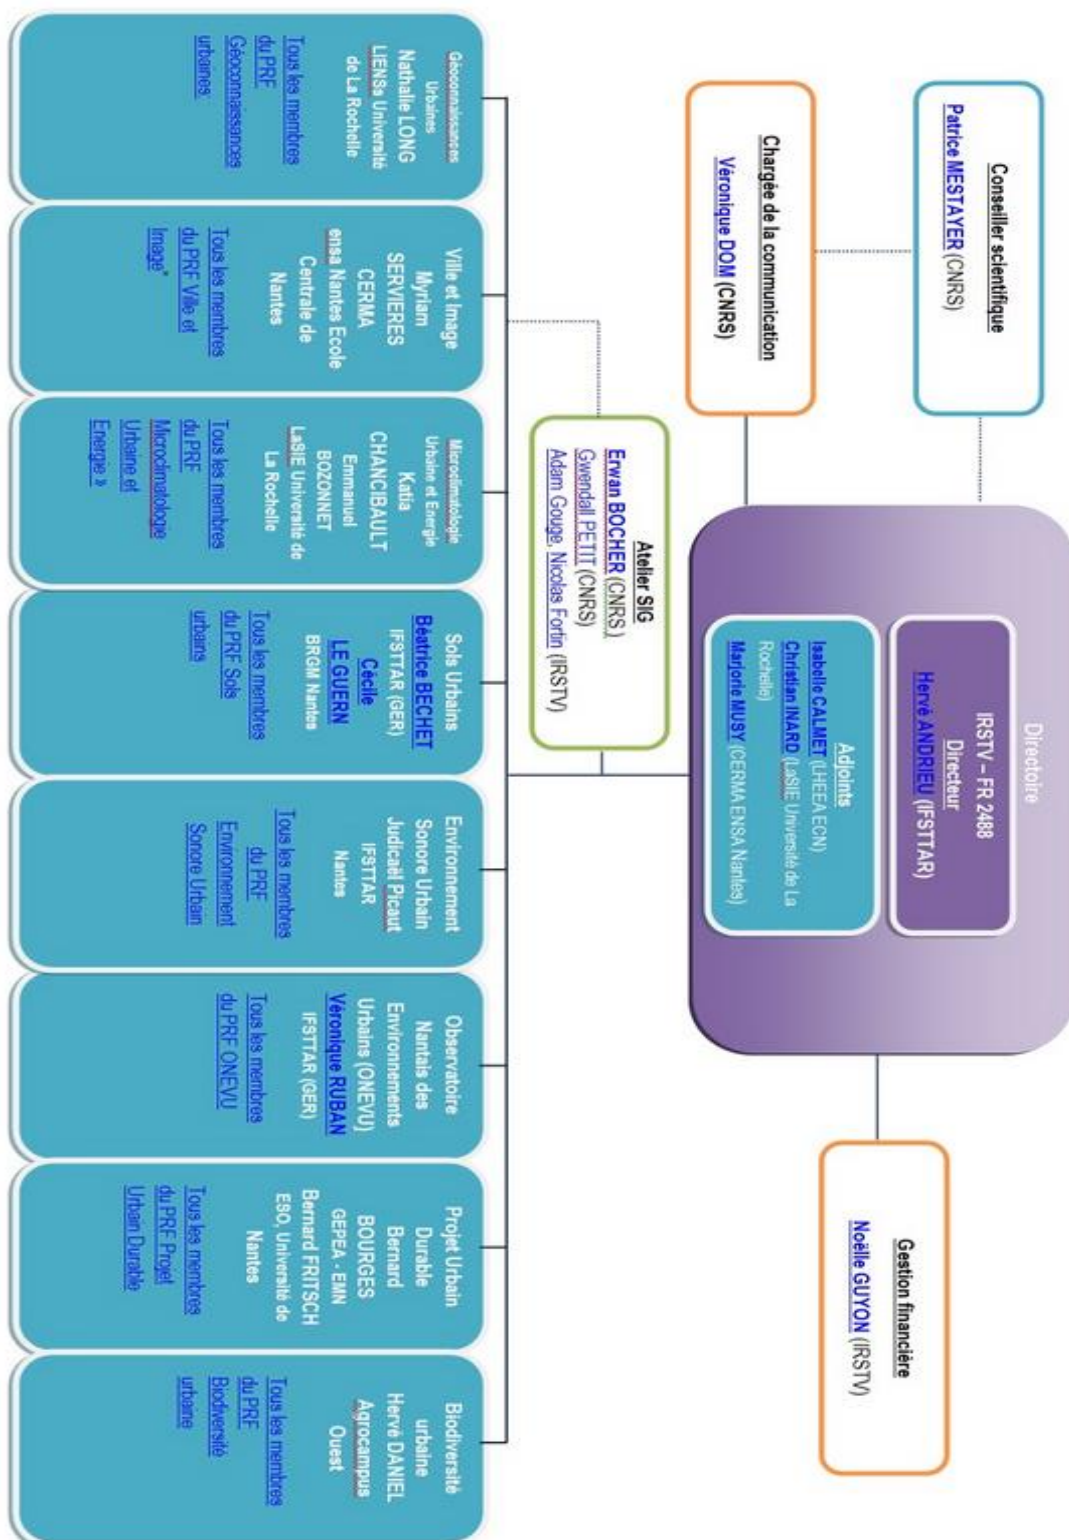 Directoire
IRSTV – FR 2488
Directeur
Hervé ANDRIEU (IFSTTAR)
Adjoints
Isabelle CALMET (LHEEA ECN)
Christian INARD (LaSIE Université de La
Rochelle)
Marjorie MUSY (CERMA ENSA Nantes)
Conseiller scientifique
Patrice MESTAYER (CNRS)
Chargée de la communication
Véronique DOM (CNRS)
Gestion financière
Noëlle GUYON (IRSTV)
Atelier SIG
Erwan BOCHER (CNRS )
Gwendall PETIT (CNRS)
Adam Gouge, Nicolas Fortin (IRSTV)
Géoconnaissances
Urbaines
Nathalie LONG
LIENSs Université
de La Rochelle
Tous les membres
du PRF
Géoconnaissances
urbaines
Ville et Image
Myriam
SERVIERES
CERMA
ensa Nantes Ecole
Centrale de
Nantes
Tous les membres
du PRF Ville et
Image"
Microclimatologie
Urbaine et Energie
Katia
CHANCIBAULT
Emmanuel
BOZONNET
LaSIE Université de
La Rochelle
Tous les membres
du PRF
Microclimatologie
Urbaine et
Energie »
Sols Urbains
Béatrice BECHET
IFSTTAR (GER)
Cécile
LE GUERN
BRGM Nantes
Tous les membres
du PRF Sols
urbains
Environnement
Sonore Urbain
Judicaël Picaut
IFSTTAR
Nantes
Tous les membres
du PRF
Environnement
Sonore Urbain
Observatoire
Nantais des
Environnements
Urbains (ONEVU)
Véronique RUBAN
IFSTTAR (GER)
Tous les membres
du PRF ONEVU
Projet Urbain
Durable
Bernard
BOURGES
GEPEA - EMN
Bernard FRITSCH
ESO, Université de
Nantes
Tous les membres
du PRF Projet
Urbain Durable
Biodiversité
urbaine
Hervé DANIEL
Agrocampus
Ouest
Tous les membres
du PRF
Biodiversité
urbaine